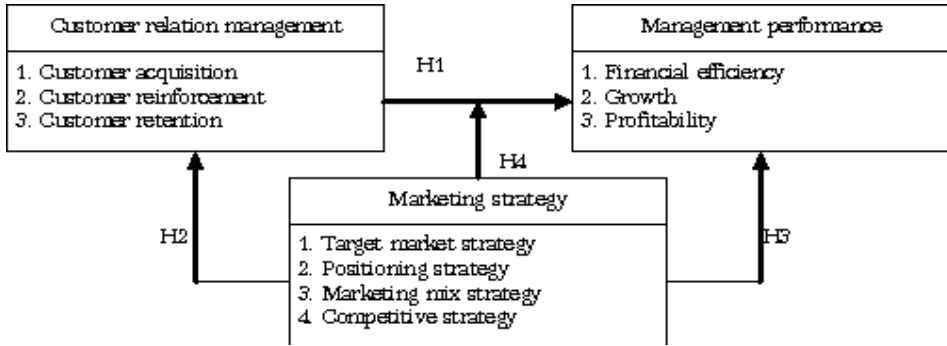 Customer relation management
1. Customer acquisition
2. Customer reinforcement
3. Customer retention
H1
Management performance
1. Financial efficiency
2. Growth
3. Profitability
H4
H2
Marketing strategy
1. Target market strategy
2. Positioning strategy
3. Marketing mix strategy
4. Competitive strategy
H3